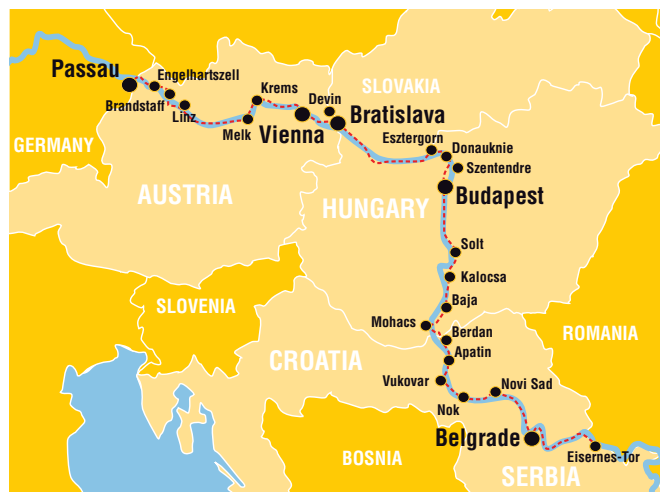 Passau
Engelhartszell
Krems
SLOVAKIA
Brandstaff
Linz
Devin
Bratislava
Melk
Vienna
Esztergorn
Donauknie
GERMANY
Szentendre
AUSTRIA
HUNGARY
Budapest
Solt
Kalocsa
SLOVENIA
Baja
Mohacs
Berdan
ROMANIA
CROATIA
Apatin
Vukovar
Novi Sad
Nok
Belgrade
BOSNIA
Eisernes-Tor
SERBIA